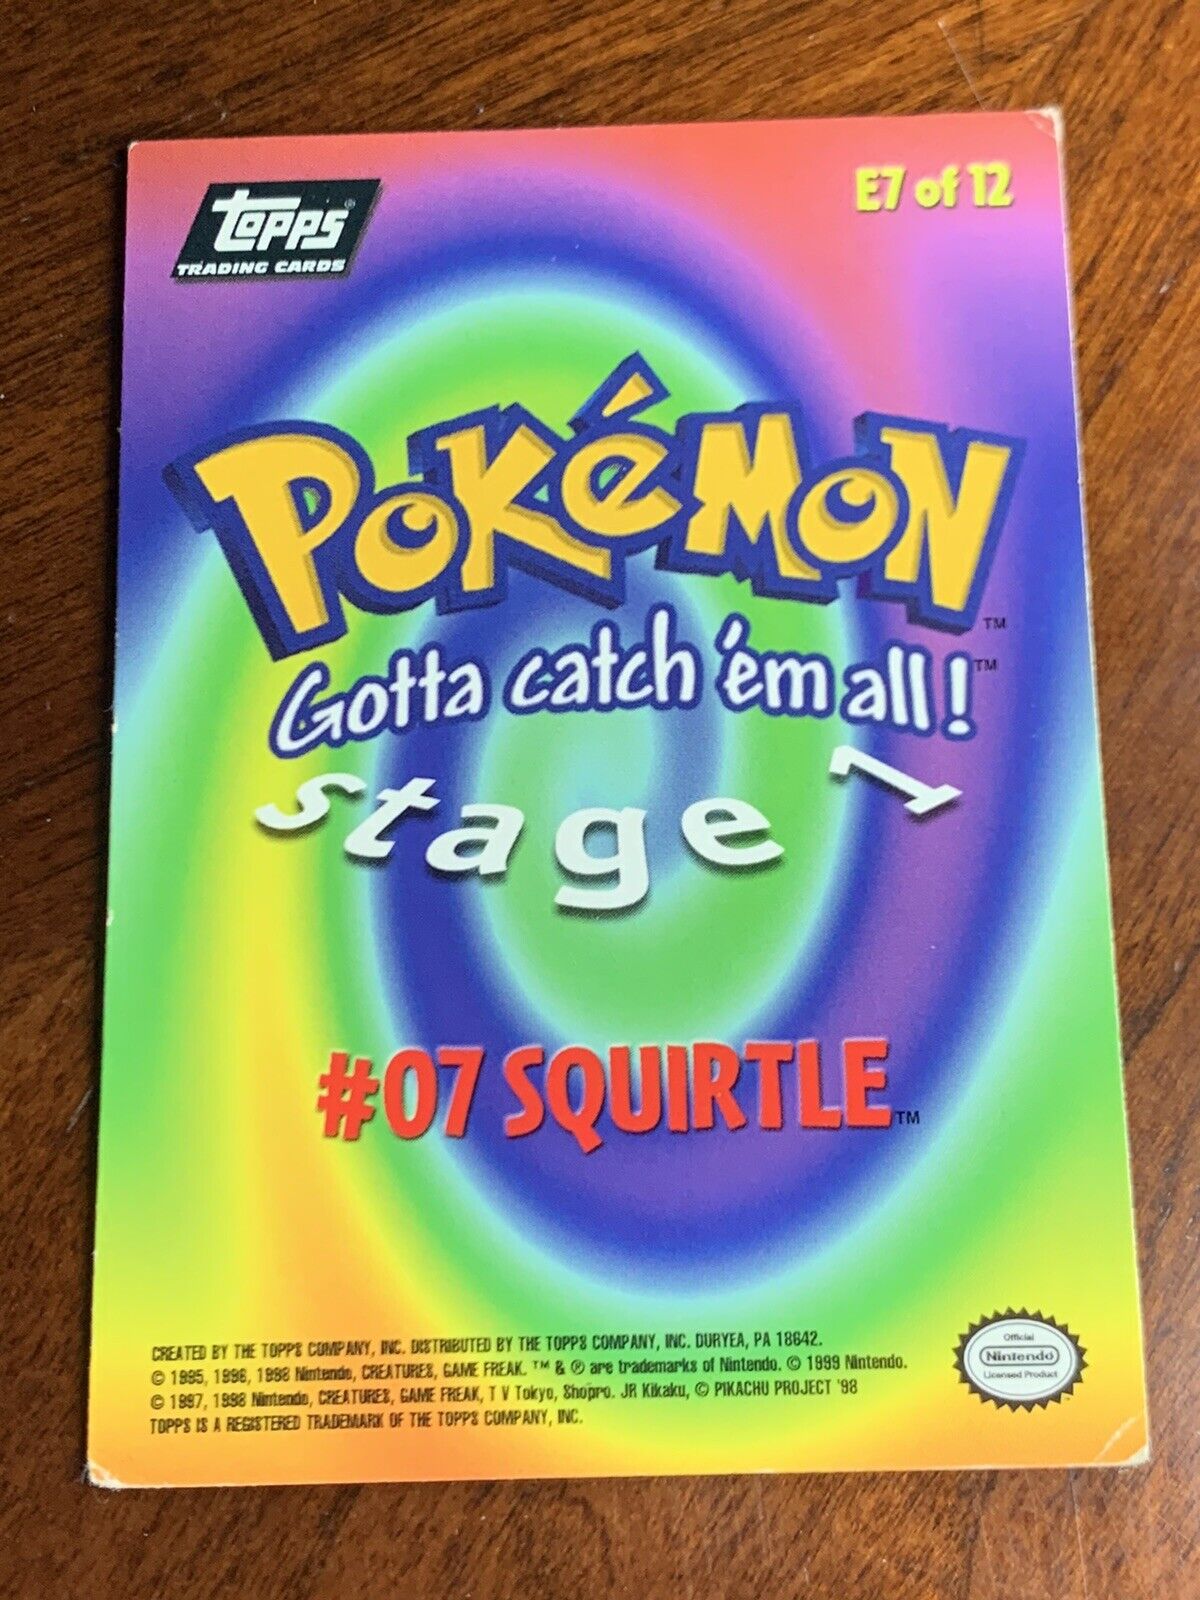 TOPPS®
TRADING CARDS
E7 of 12
POKéMON™
Gotta catch 'em all!™
stage 1
#07 SQUIRTLE™
CREATED BY THE TOPPS COMPANY, INC. DISTRIBUTED BY THE TOPPS COMPANY, INC. DURYEA, PA 18642.
© 1995, 1996, 1998 Nintendo, CREATURES, GAME FREAK. ™ & ® are trademarks of Nintendo. © 1999 Nintendo.
© 1997, 1998 Nintendo, CREATURES, GAME FREAK, T V Tokyo, Shopro. JR Kikaku, © PIKACHU PROJECT '98
TOPPS IS A REGISTERED TRADEMARK OF THE TOPPS COMPANY, INC.
Official
Nintendo
Licensed Product